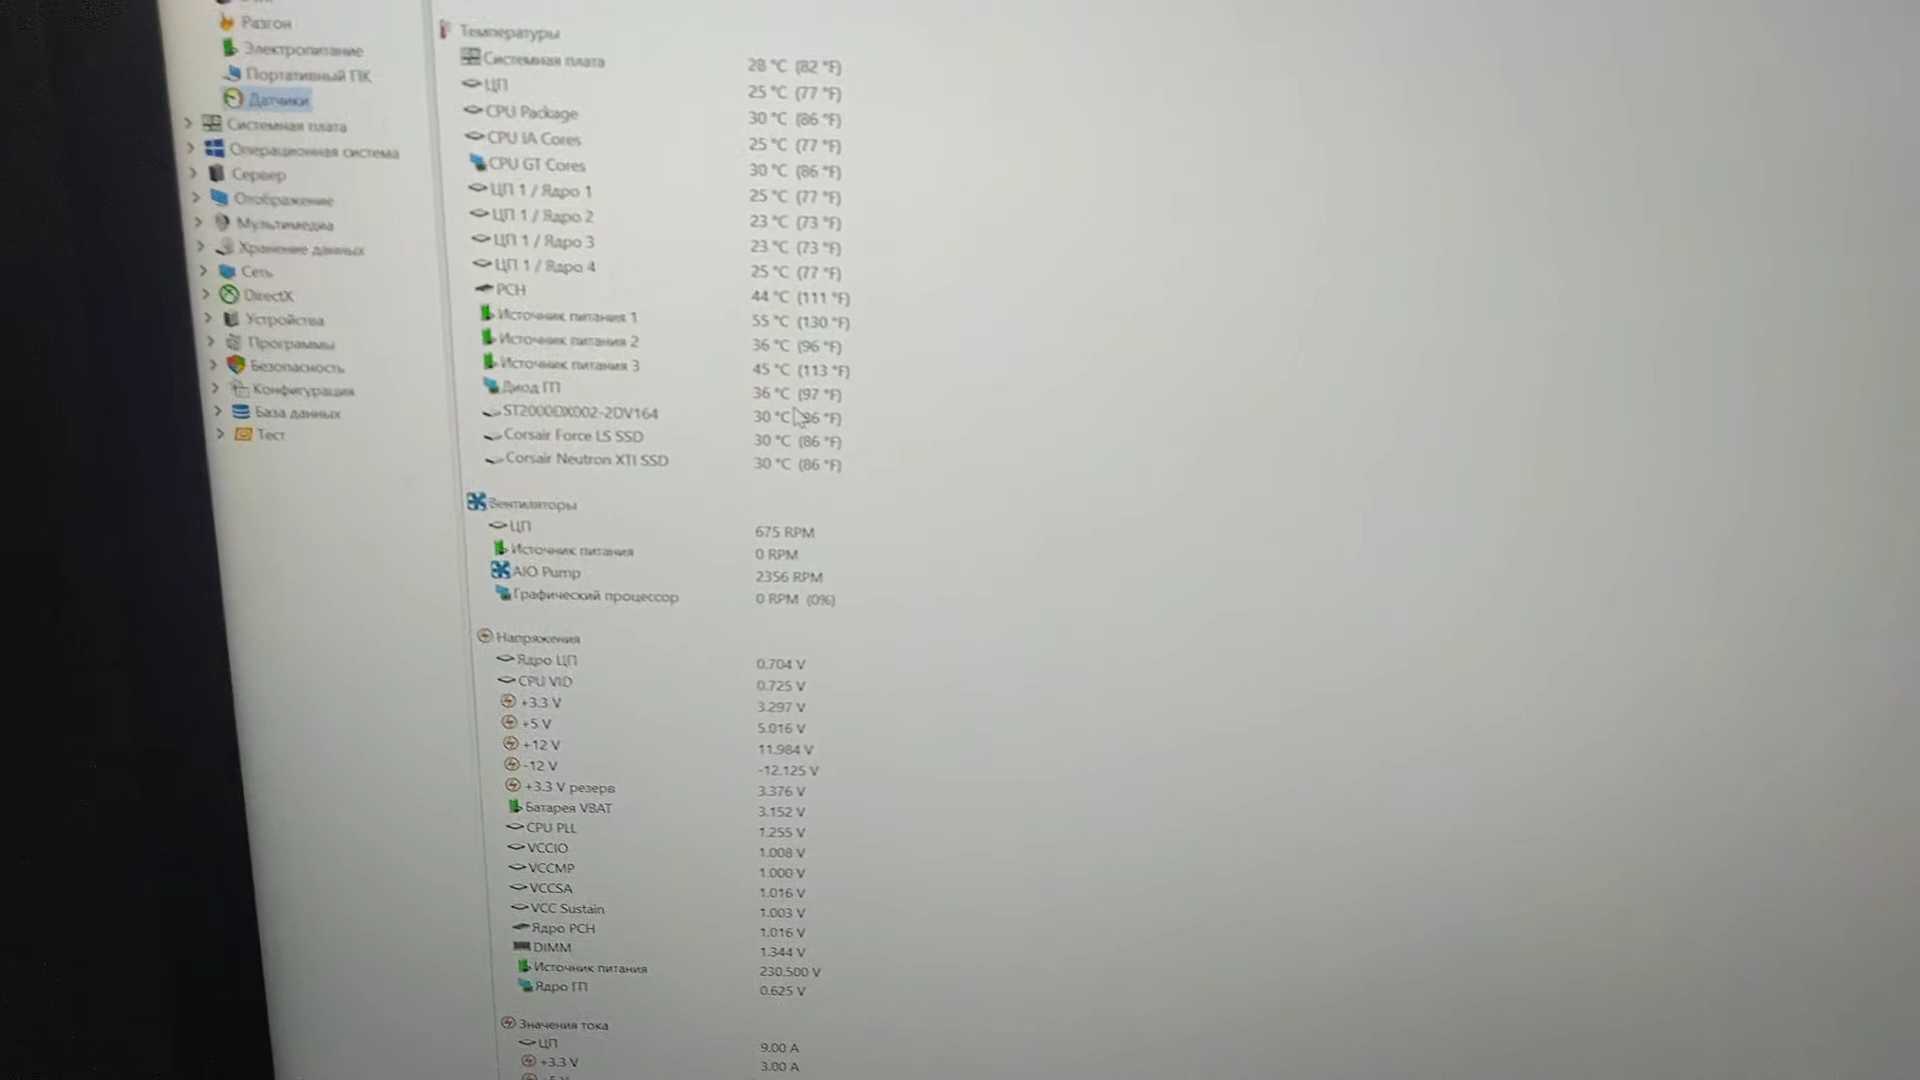 Разгон
Электропитание
Портативный ПК
Датчики
Системная плата
Операционная система
Сервер
Отображение
Мультимедиа
Хранение данных
Сеть
DirectX
Устройства
Программы
Безопасность
Конфигурация
База данных
Тест
Температуры
Системная плата 28 °C (82 °F)
ЦП 25 °C (77 °F)
CPU Package 30 °C (86 °F)
CPU IA Cores 25 °C (77 °F)
CPU GT Cores 30 °C (86 °F)
ЦП 1 / Ядро 1 25 °C (77 °F)
ЦП 1 / Ядро 2 23 °C (73 °F)
ЦП 1 / Ядро 3 23 °C (73 °F)
ЦП 1 / Ядро 4 25 °C (77 °F)
PCH 44 °C (111 °F)
Источник питания 1 55 °C (130 °F)
Источник питания 2 36 °C (96 °F)
Источник питания 3 45 °C (113 °F)
Диод ГП 36 °C (97 °F)
ST2000DX002-2DV164 30 °C (86 °F)
Corsair Force LS SSD 30 °C (86 °F)
Corsair Neutron XTI SSD 30 °C (86 °F)
Вентиляторы
ЦП 675 RPM
Источник питания 0 RPM
AIO Pump 2356 RPM
Графический процессор 0 RPM (0%)
Напряжения
Ядро ЦП 0.704 V
CPU VID 0.725 V
+3.3 V 3.297 V
+5 V 5.016 V
+12 V 11.984 V
-12 V -12.125 V
+3.3 V резерв 3.376 V
Батарея VBAT 3.152 V
CPU PLL 1.255 V
VCCIO 1.008 V
VCCMP 1.000 V
VCCSA 1.016 V
VCC Sustain 1.003 V
Ядро PCH 1.016 V
DIMM 1.344 V
Источник питания 230.500 V
Ядро ГП 0.625 V
Значения тока
ЦП 9.00 A
+3.3 V 3.00 A